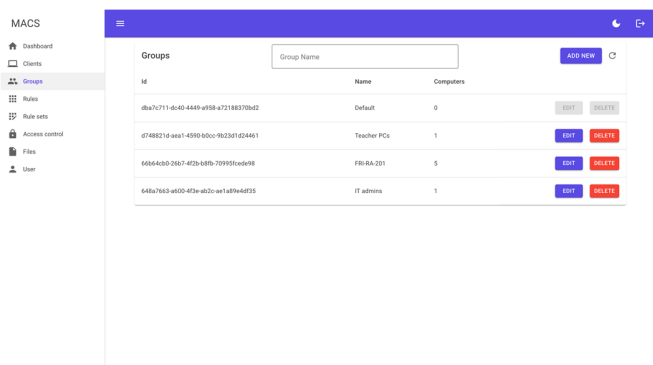 MACS
Dashboard
Clients
Groups
Rules
Rule sets
Access control
Files
User
Groups
Group Name
ADD NEW
Id Name Computers
dba7c711-dc40-4449-a958-a72188370bd2 Default 0 EDIT DELETE
d748821d-aea1-4590-b0cc-9b23d1d24461 Teacher PCs 1 EDIT DELETE
66b64cb0-26b7-4f2b-b8fb-70995fcede98 FRI-RA-201 5 EDIT DELETE
648a7663-a600-4f3e-ab2c-ae1a89e4df35 IT admins 1 EDIT DELETE